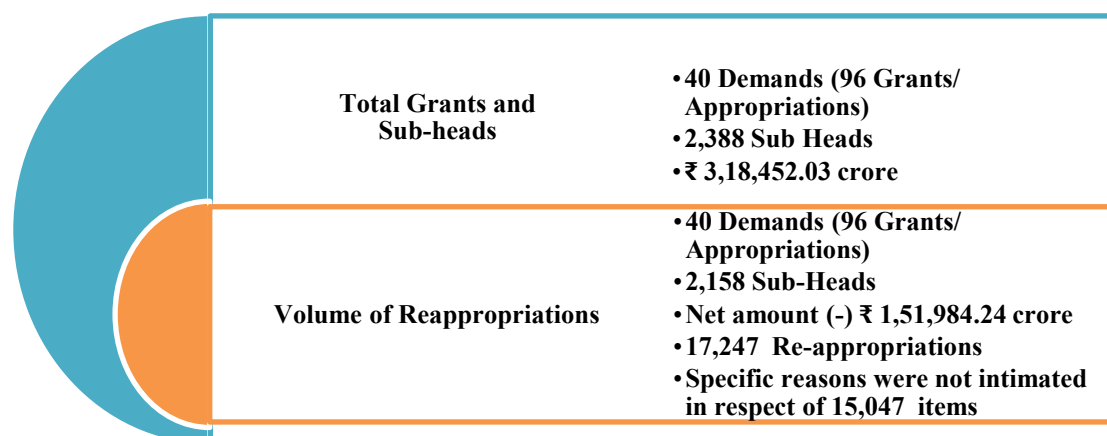 Total Grants and
Sub-heads
•40 Demands (96 Grants/
Appropriations)
•2,388 Sub Heads
•₹ 3,18,452.03 crore
Volume of Reappropriations
•40 Demands (96 Grants/
Appropriations)
•2,158 Sub-Heads
•Net amount (-) ₹ 1,51,984.24 crore
•17,247 Re-appropriations
•Specific reasons were not intimated
in respect of 15,047 items